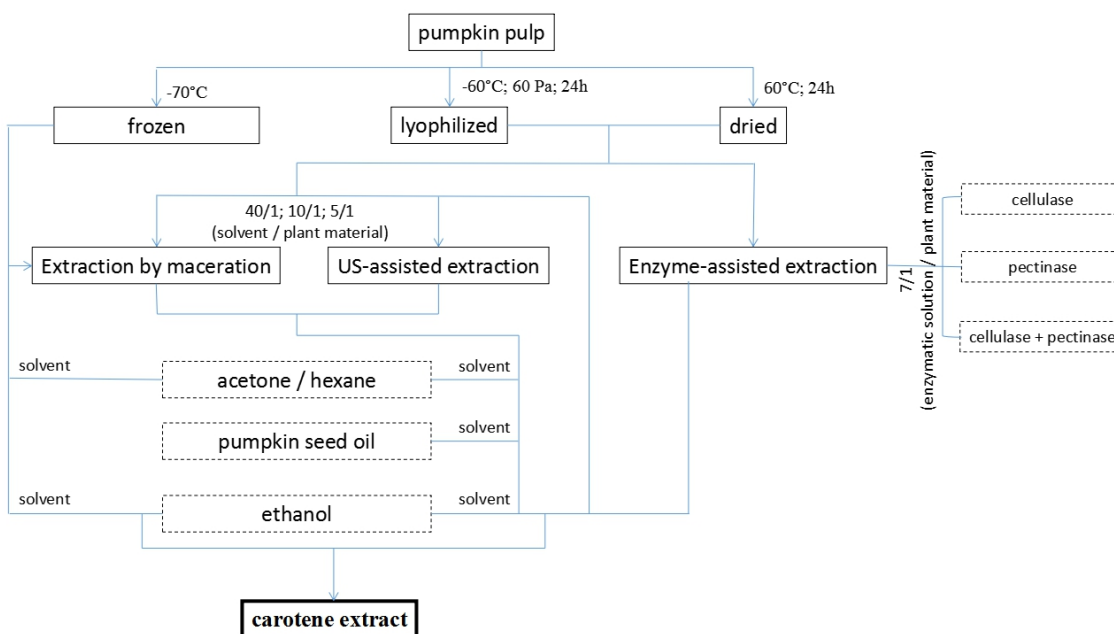 pumpkin pulp
-70°C
-60°C; 60 Pa; 24h
60°C; 24h
frozen
lyophilized
dried
40/1; 10/1; 5/1
(solvent / plant material)
Extraction by maceration
US-assisted extraction
Enzyme-assisted extraction
7/1
(enzymatic solution / plant material)
cellulase
pectinase
cellulase + pectinase
solvent
acetone / hexane
solvent
pumpkin seed oil
solvent
solvent
ethanol
solvent
carotene extract